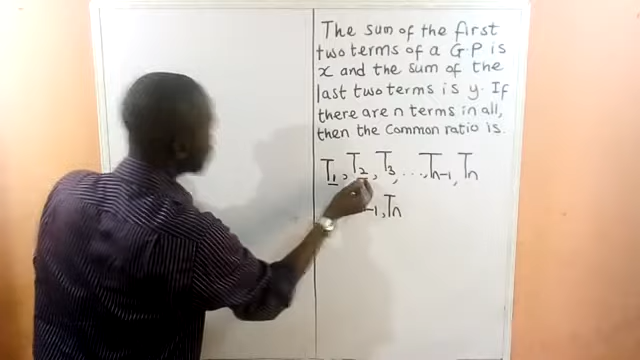 The sum of the first
two terms of a G.P is
x and the sum of the
last two terms is y. If
there are n terms in all,
then the common ratio is.
T1, T2, T3, ..., Tn-1, Tn
-1, Tn